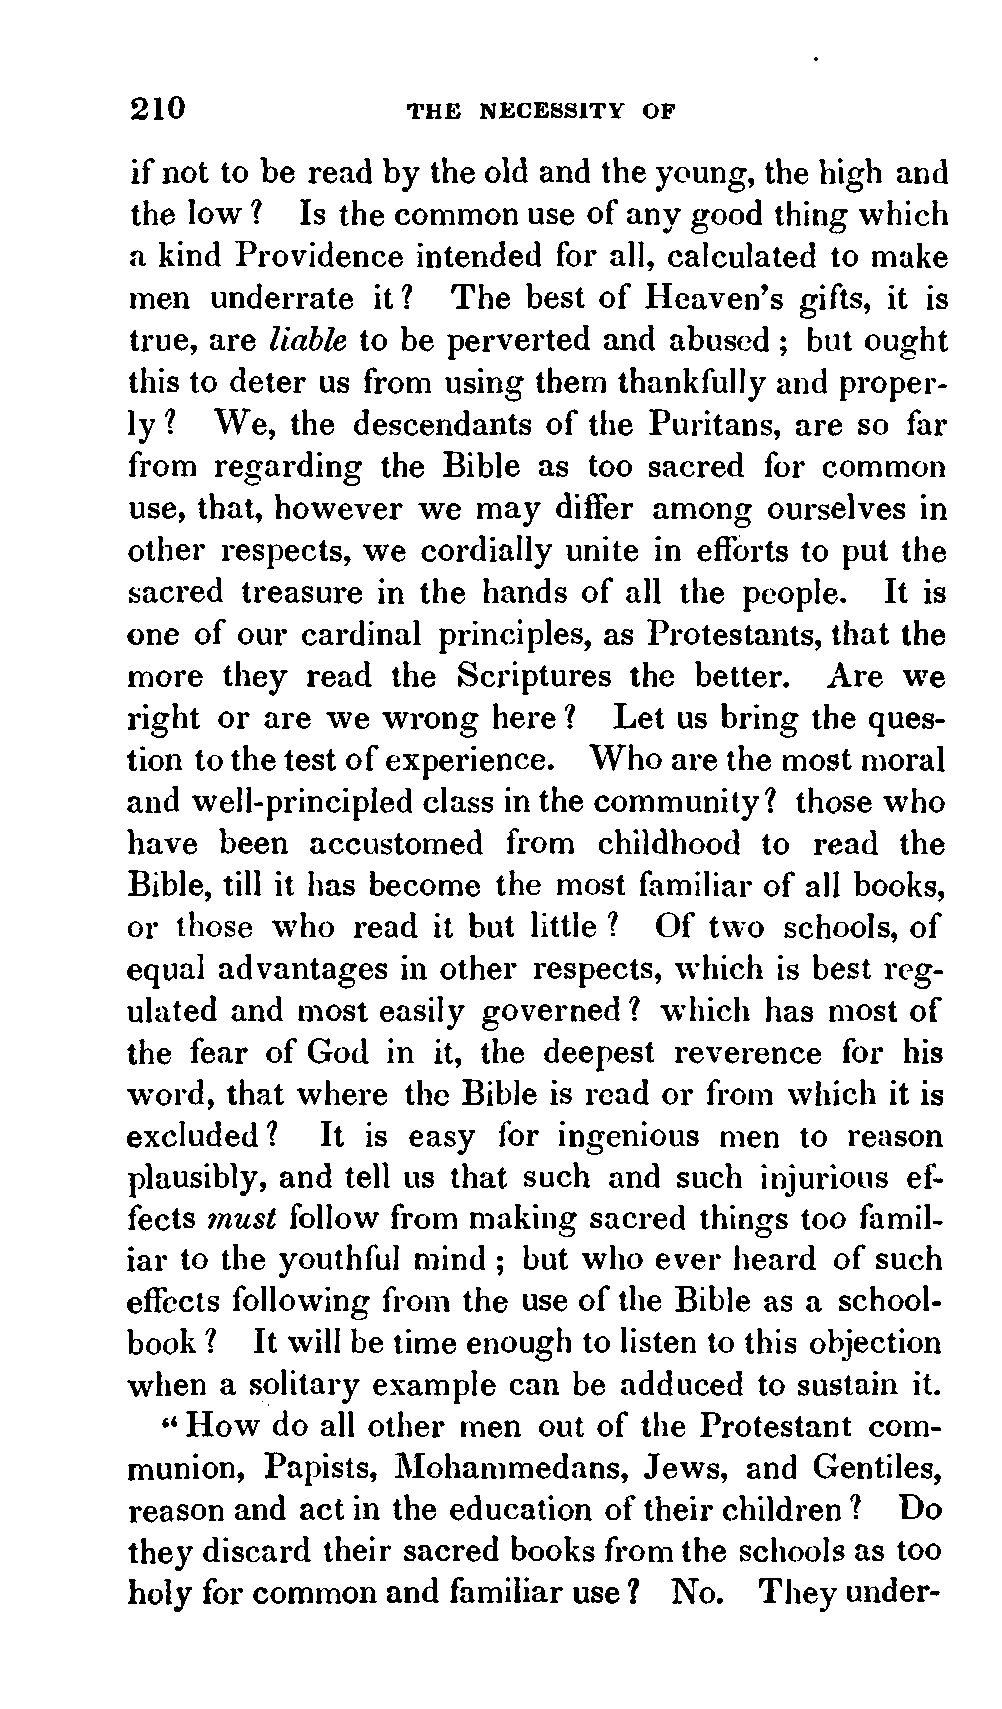 210 THE NECESSITY OF
if not to be read by the old and the young, the high and
the low? Is the common use of any good thing which
a kind Providence intended for all, calculated to make
men underrate it? The best of Heaven's gifts, it is
true, are liable to be perverted and abused; but ought
this to deter us from using them thankfully and proper-
ly? We, the descendants of the Puritans, are so far
from regarding the Bible as too sacred for common
use, that, however we may differ among ourselves in
other respects, we cordially unite in efforts to put the
sacred treasure in the hands of all the people. It is
one of our cardinal principles, as Protestants, that the
more they read the Scriptures the better. Are we
right or are we wrong here? Let us bring the ques-
tion to the test of experience. Who are the most moral
and well-principled class in the community? those who
have been accustomed from childhood to read the
Bible, till it has become the most familiar of all books,
or those who read it but little? Of two schools, of
equal advantages in other respects, which is best reg-
ulated and most easily governed? which has most of
the fear of God in it, the deepest reverence for his
word, that where the Bible is read or from which it is
excluded? It is easy for ingenious men to reason
plausibly, and tell us that such and such injurious ef-
fects must follow from making sacred things too famil-
iar to the youthful mind; but who ever heard of such
effects following from the use of the Bible as a school-
book? It will be time enough to listen to this objection
when a solitary example can be adduced to sustain it.
"How do all other men out of the Protestant com-
munion, Papists, Mohammedans, Jews, and Gentiles,
reason and act in the education of their children? Do
they discard their sacred books from the schools as too
holy for common and familiar use? No. They under-